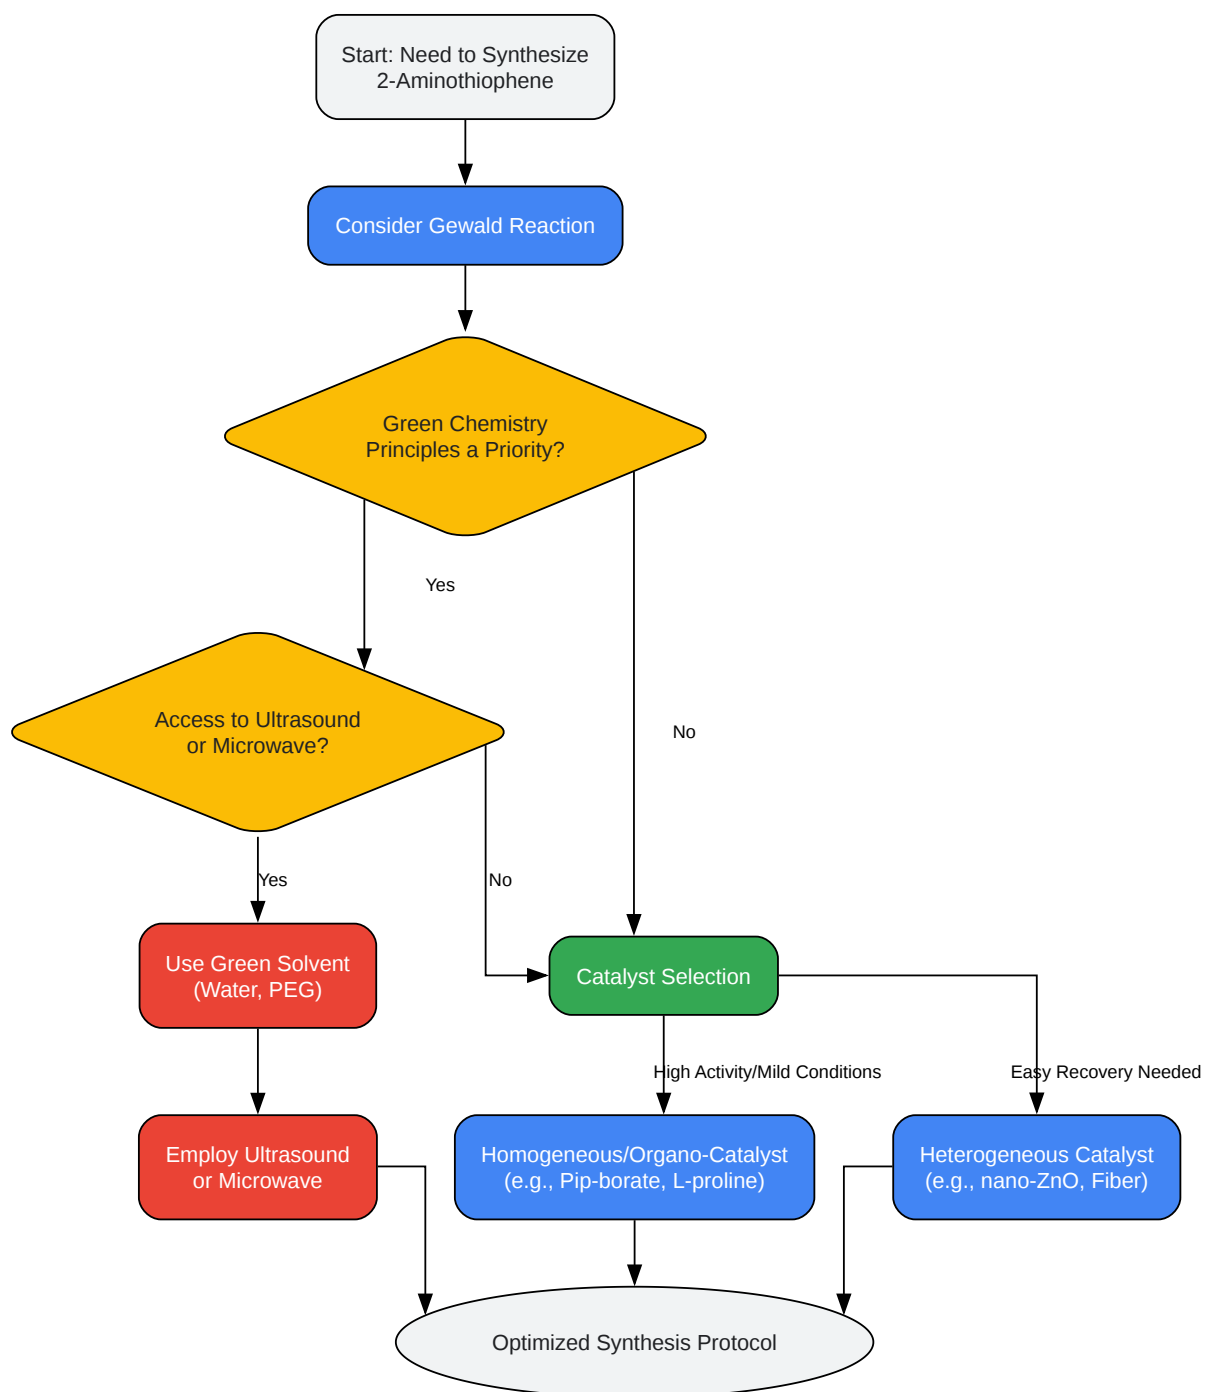 Start: Need to Synthesize
2-Aminothiophene
Consider Gewald Reaction
Green Chemistry
Principles a Priority?
Yes
Access to Ultrasound
or Microwave?
No
Yes
No
Use Green Solvent
(Water, PEG)
Catalyst Selection
High Activity/Mild Conditions
Easy Recovery Needed
Employ Ultrasound
or Microwave
Homogeneous/Organo-Catalyst
(e.g., Pip-borate, L-proline)
Heterogeneous Catalyst
(e.g., nano-ZnO, Fiber)
Optimized Synthesis Protocol